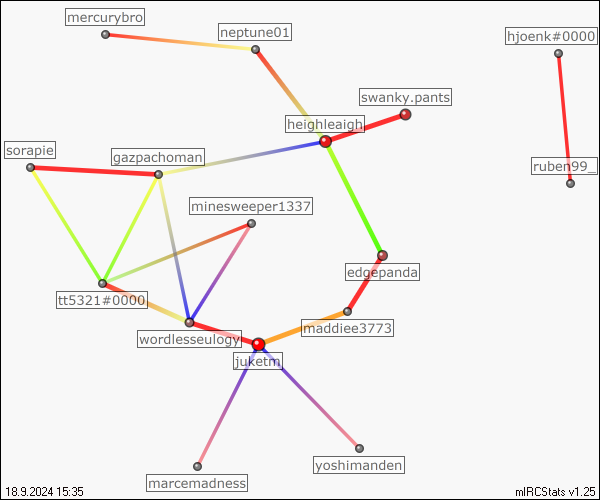 mercurybro
neptune01
hjoenk#0000
swanky.pants
heighleaigh
sorapie
gazpachoman
ruben99_
minesweeper1337
edgepanda
tt5321#0000
maddiee3773
wordlesseulogy
juketm
yoshimanden
marcemadness
18.9.2024 15:35
mIRCStats v1.25